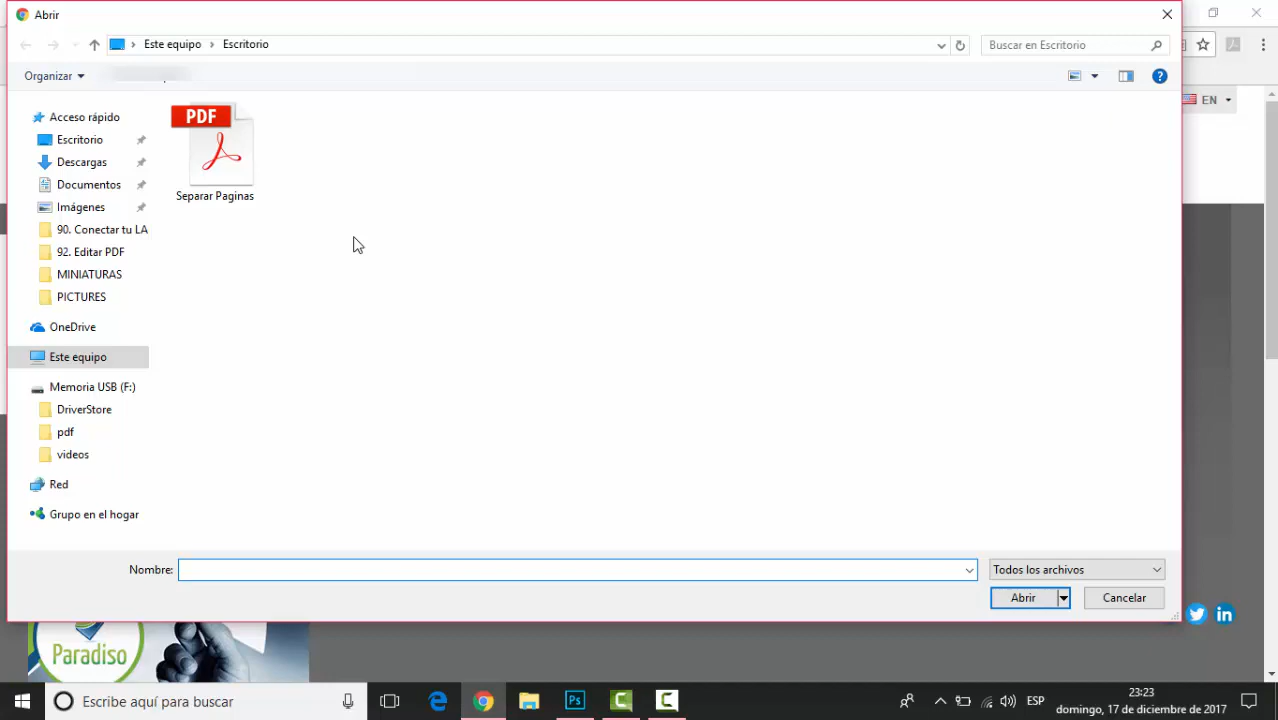 Abrir
Este equipo
Escritorio
Buscar en Escritorio
Organizar
EN
Acceso rápido
Escritorio
Descargas
Documentos
Imágenes
90. Conectar tu LA
92. Editar PDF
MINIATURAS
PICTURES
OneDrive
Este equipo
Memoria USB (F:)
DriverStore
pdf
videos
Red
Grupo en el hogar
PDF
Separar Paginas
Nombre:
Todos los archivos
Abrir
Cancelar
Paradiso
in
Escribe aquí para buscar
Ps
ESP
23:23
domingo, 17 de diciembre de 2017